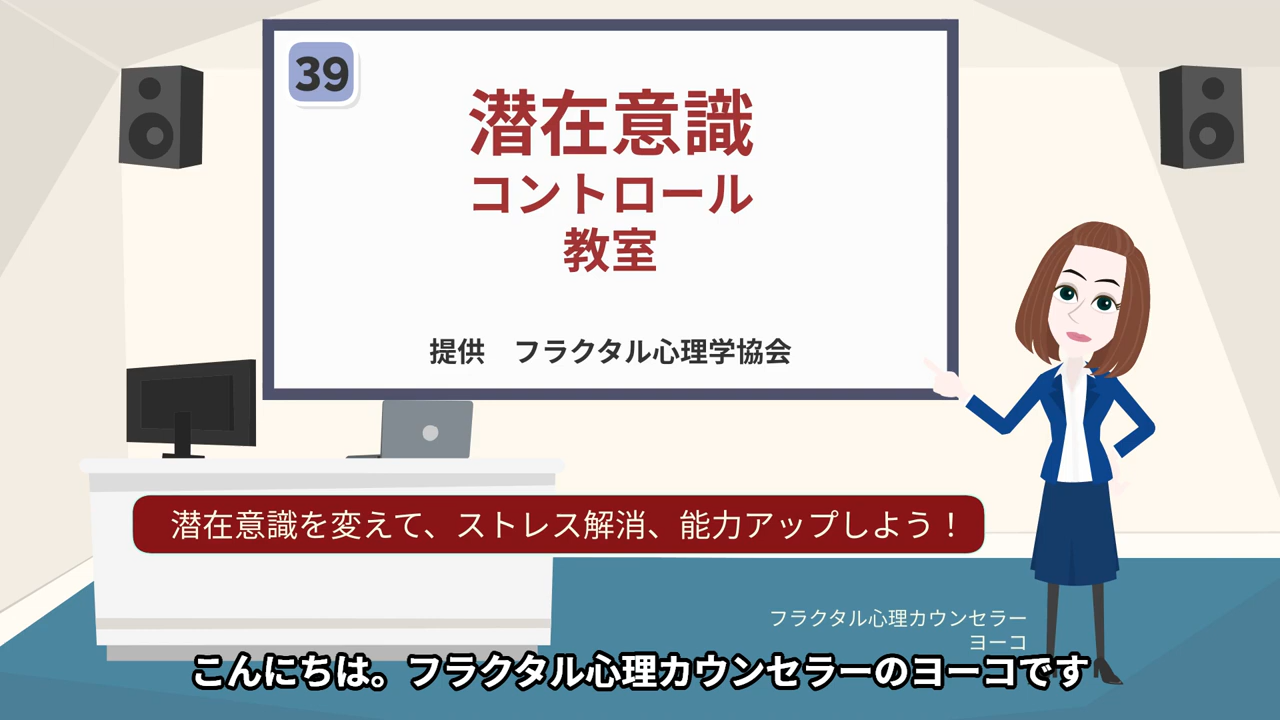 39
潜在意識
コントロール
教室
提供　フラクタル心理学協会
潜在意識を変えて、ストレス解消、能力アップしよう！
フラクタル心理カウンセラー
ヨーコ
こんにちは。フラクタル心理カウンセラーのヨーコです